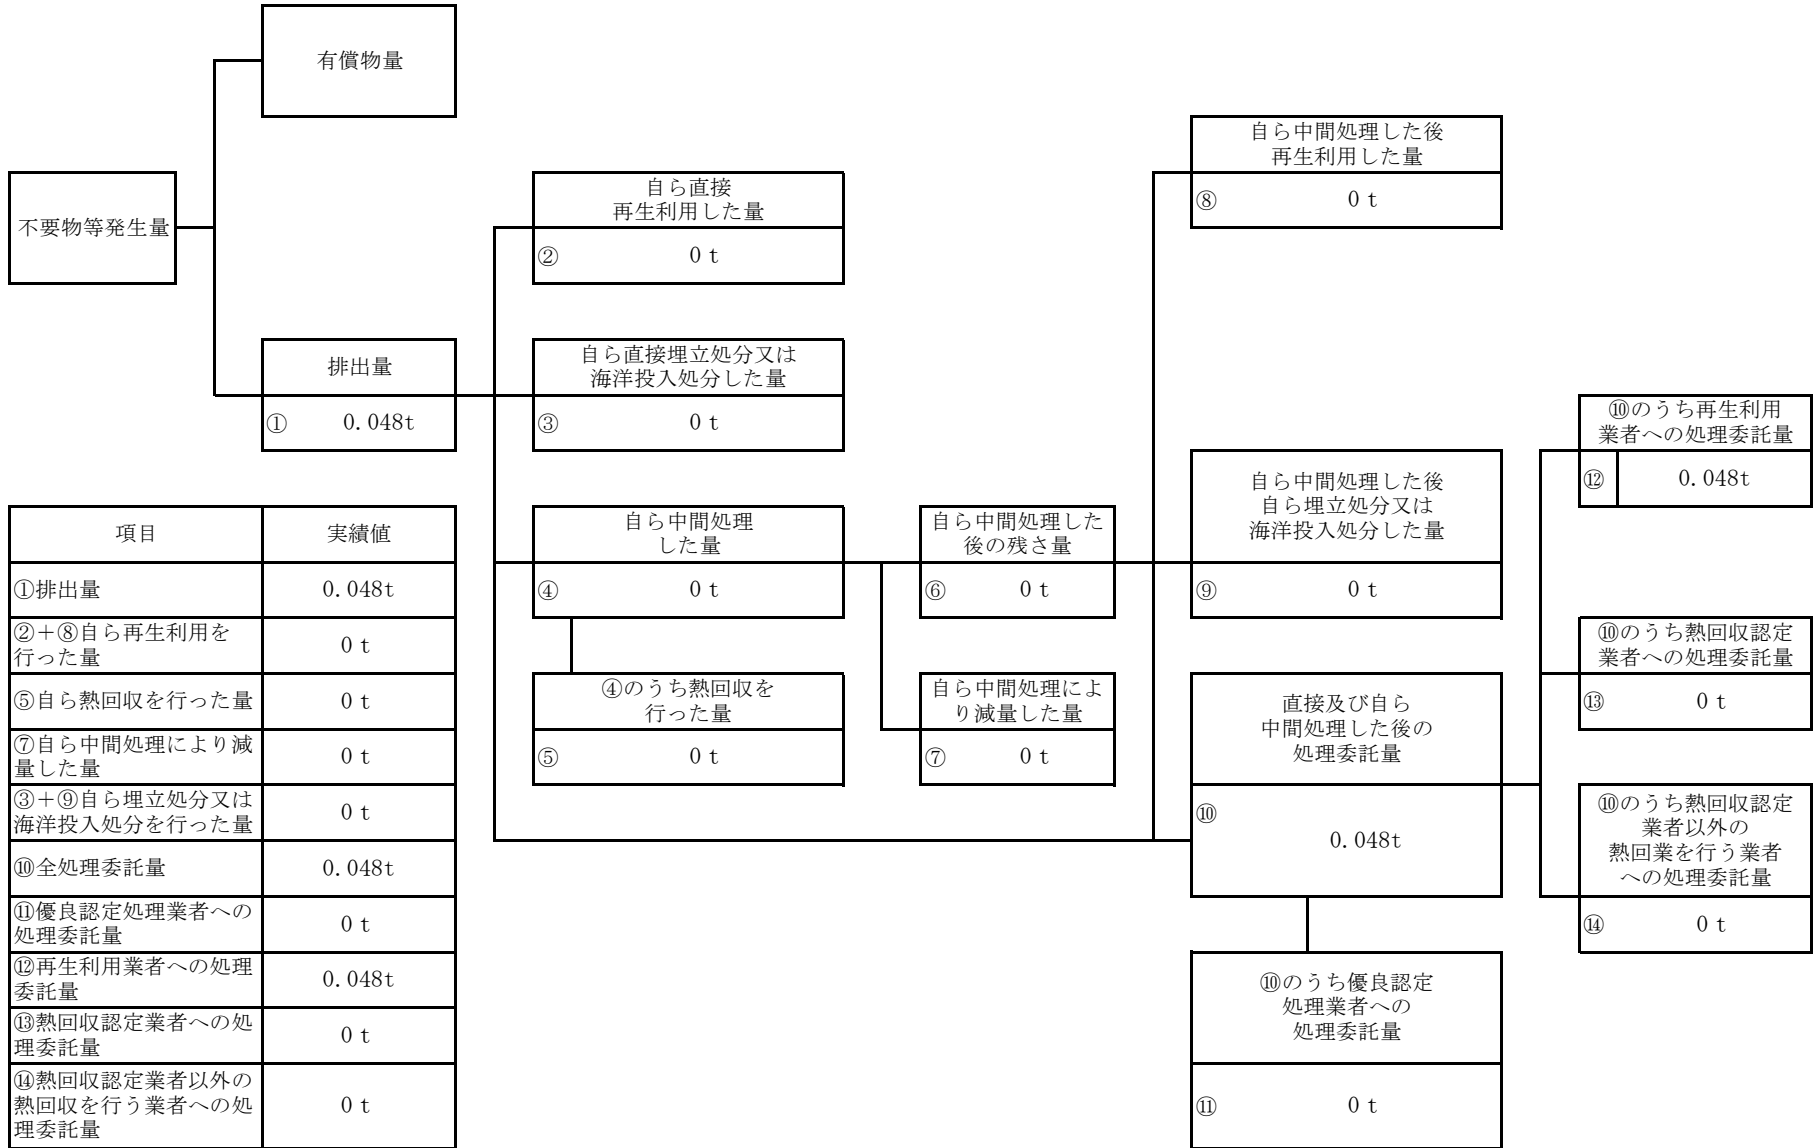 有償物量
不要物等発生量
排出量
① 0.048t
自ら直接
再生利用した量
② 0 t
自ら直接埋立処分又は
海洋投入処分した量
③ 0 t
自ら中間処理
した量
④ 0 t
④のうち熱回収を
行った量
⑤ 0 t
自ら中間処理した
後の残さ量
⑥ 0 t
自ら中間処理によ
り減量した量
⑦ 0 t
自ら中間処理した後
再生利用した量
⑧ 0 t
自ら中間処理した後
自ら埋立処分又は
海洋投入処分した量
⑨ 0 t
直接及び自ら
中間処理した後の
処理委託量
⑩
0.048t
⑩のうち優良認定
処理業者への
処理委託量
⑪ 0 t
⑩のうち再生利用
業者への処理委託量
⑫ 0.048t
⑩のうち熱回収認定
業者への処理委託量
⑬ 0 t
⑩のうち熱回収認定
業者以外の
熱回業を行う業者
への処理委託量
⑭ 0 t
項目 実績値
①排出量 0.048t
②＋⑧自ら再生利用を
行った量 0 t
⑤自ら熱回収を行った量 0 t
⑦自ら中間処理により減
量した量 0 t
③＋⑨自ら埋立処分又は
海洋投入処分を行った量 0 t
⑩全処理委託量 0.048t
⑪優良認定処理業者への
処理委託量 0 t
⑫再生利用業者への処理
委託量 0.048t
⑬熱回収認定業者への処
理委託量 0 t
⑭熱回収認定業者以外の
熱回収を行う業者への処
理委託量 0 t